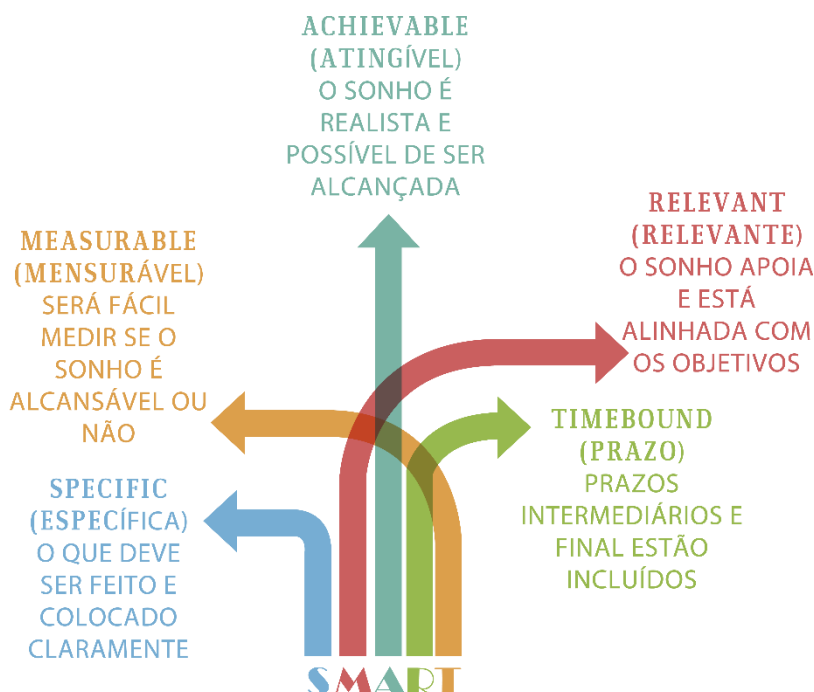 ACHIEVABLE
(ATINGÍVEL)
O SONHO É
REALISTA E
POSSÍVEL DE SER
ALCANÇADA
RELEVANT
(RELEVANTE)
O SONHO APOIA
E ESTÁ
ALINHADA COM
OS OBJETIVOS
MEASURABLE
(MENSURÁVEL)
SERÁ FÁCIL
MEDIR SE O
SONHO É
ALCANSÁVEL OU
NÃO
TIMEBOUND
(PRAZO)
PRAZOS
INTERMEDIÁRIOS E
FINAL ESTÃO
INCLUÍDOS
SPECIFIC
(ESPECÍFICA)
O QUE DEVE
SER FEITO E
COLOCADO
CLARAMENTE
SMART